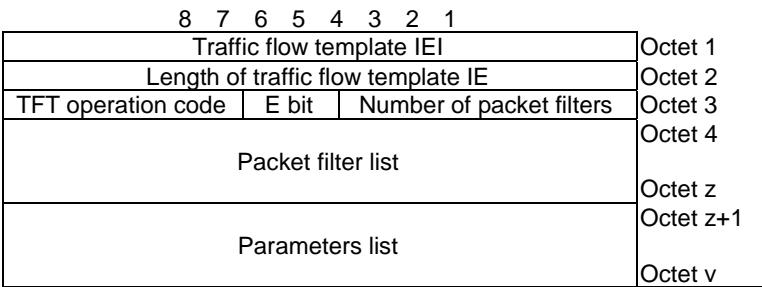 8 7 6 5 4 3 2 1
Traffic flow template IEI Octet 1
Length of traffic flow template IE Octet 2
TFT operation code E bit Number of packet filters Octet 3
Octet 4
Packet filter list
Octet z
Octet z+1
Parameters list
Octet v